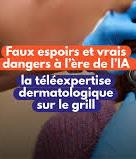 Faux espoirs et vrais
dangers à l'ère de l'IA
la téléexpertise
dermatologique
sur le grill